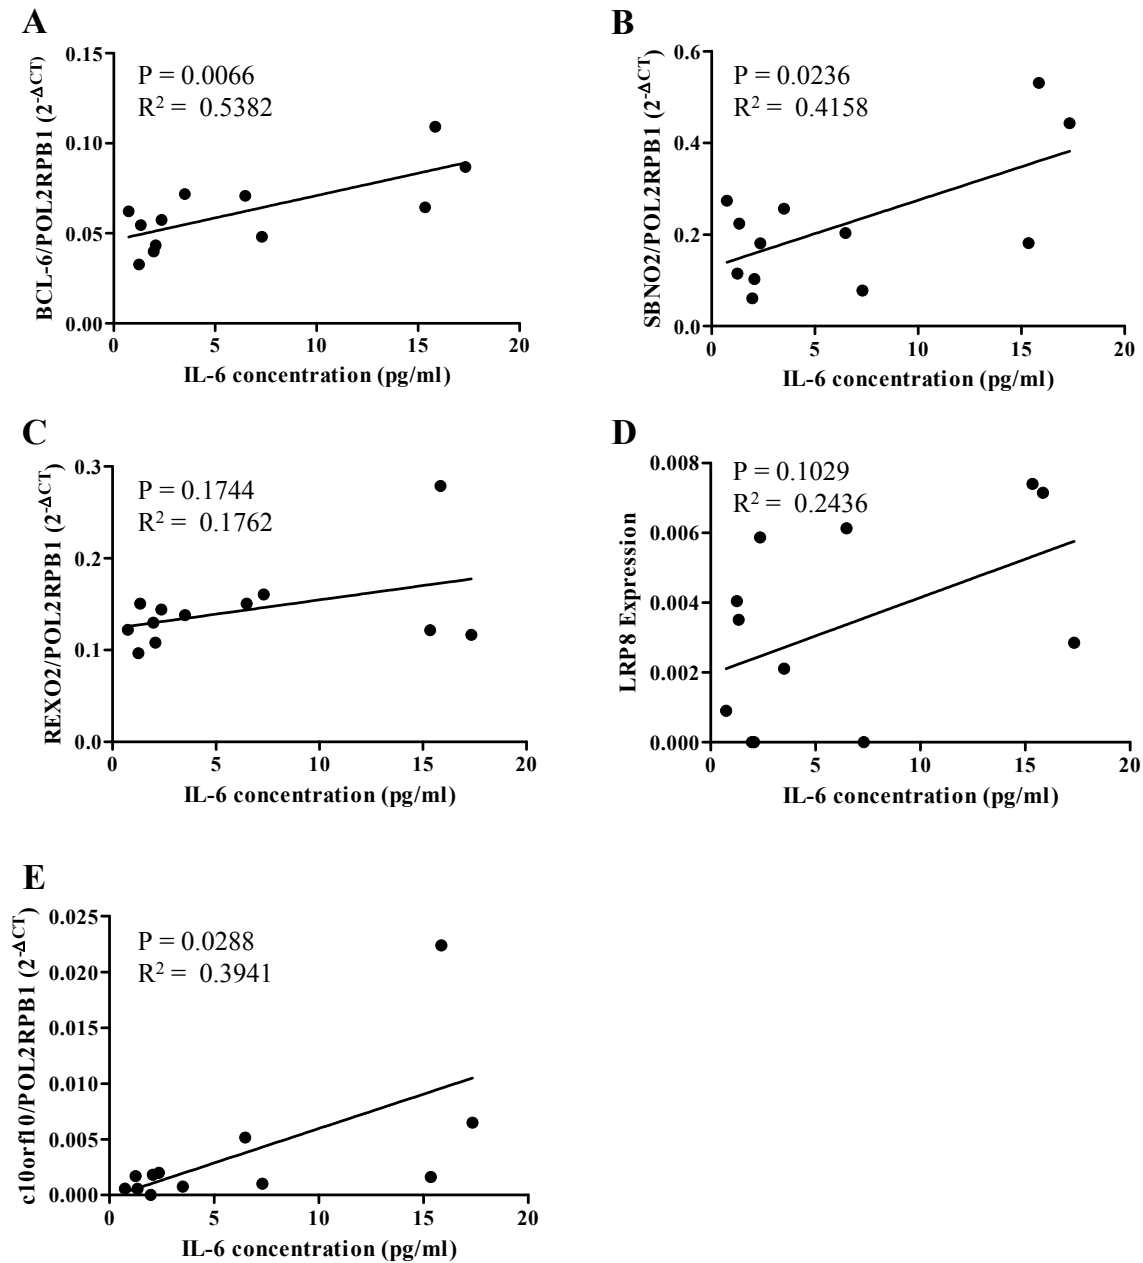 A
BCL-6/POL2RPB1 (2-ΔCT)
0.15
0.10
0.05
0.00
P = 0.0066
R2 = 0.5382
0 5 10 15 20
IL-6 concentration (pg/ml)
B
SBNO2/POL2RPB1 (2-ΔCT)
0.6
0.4
0.2
0.0
P = 0.0236
R2 = 0.4158
0 5 10 15 20
IL-6 concentration (pg/ml)
C
REXO2/POL2RPB1 (2-ΔCT)
0.3
0.2
0.1
0.0
P = 0.1744
R2 = 0.1762
0 5 10 15 20
IL-6 concentration (pg/ml)
D
LRP8 Expression
0.008
0.006
0.004
0.002
0.000
P = 0.1029
R2 = 0.2436
0 5 10 15 20
IL-6 concentration (pg/ml)
E
c10orf10/POL2RPB1 (2-ΔCT)
0.025
0.020
0.015
0.010
0.005
0.000
P = 0.0288
R2 = 0.3941
0 5 10 15 20
IL-6 concentration (pg/ml)